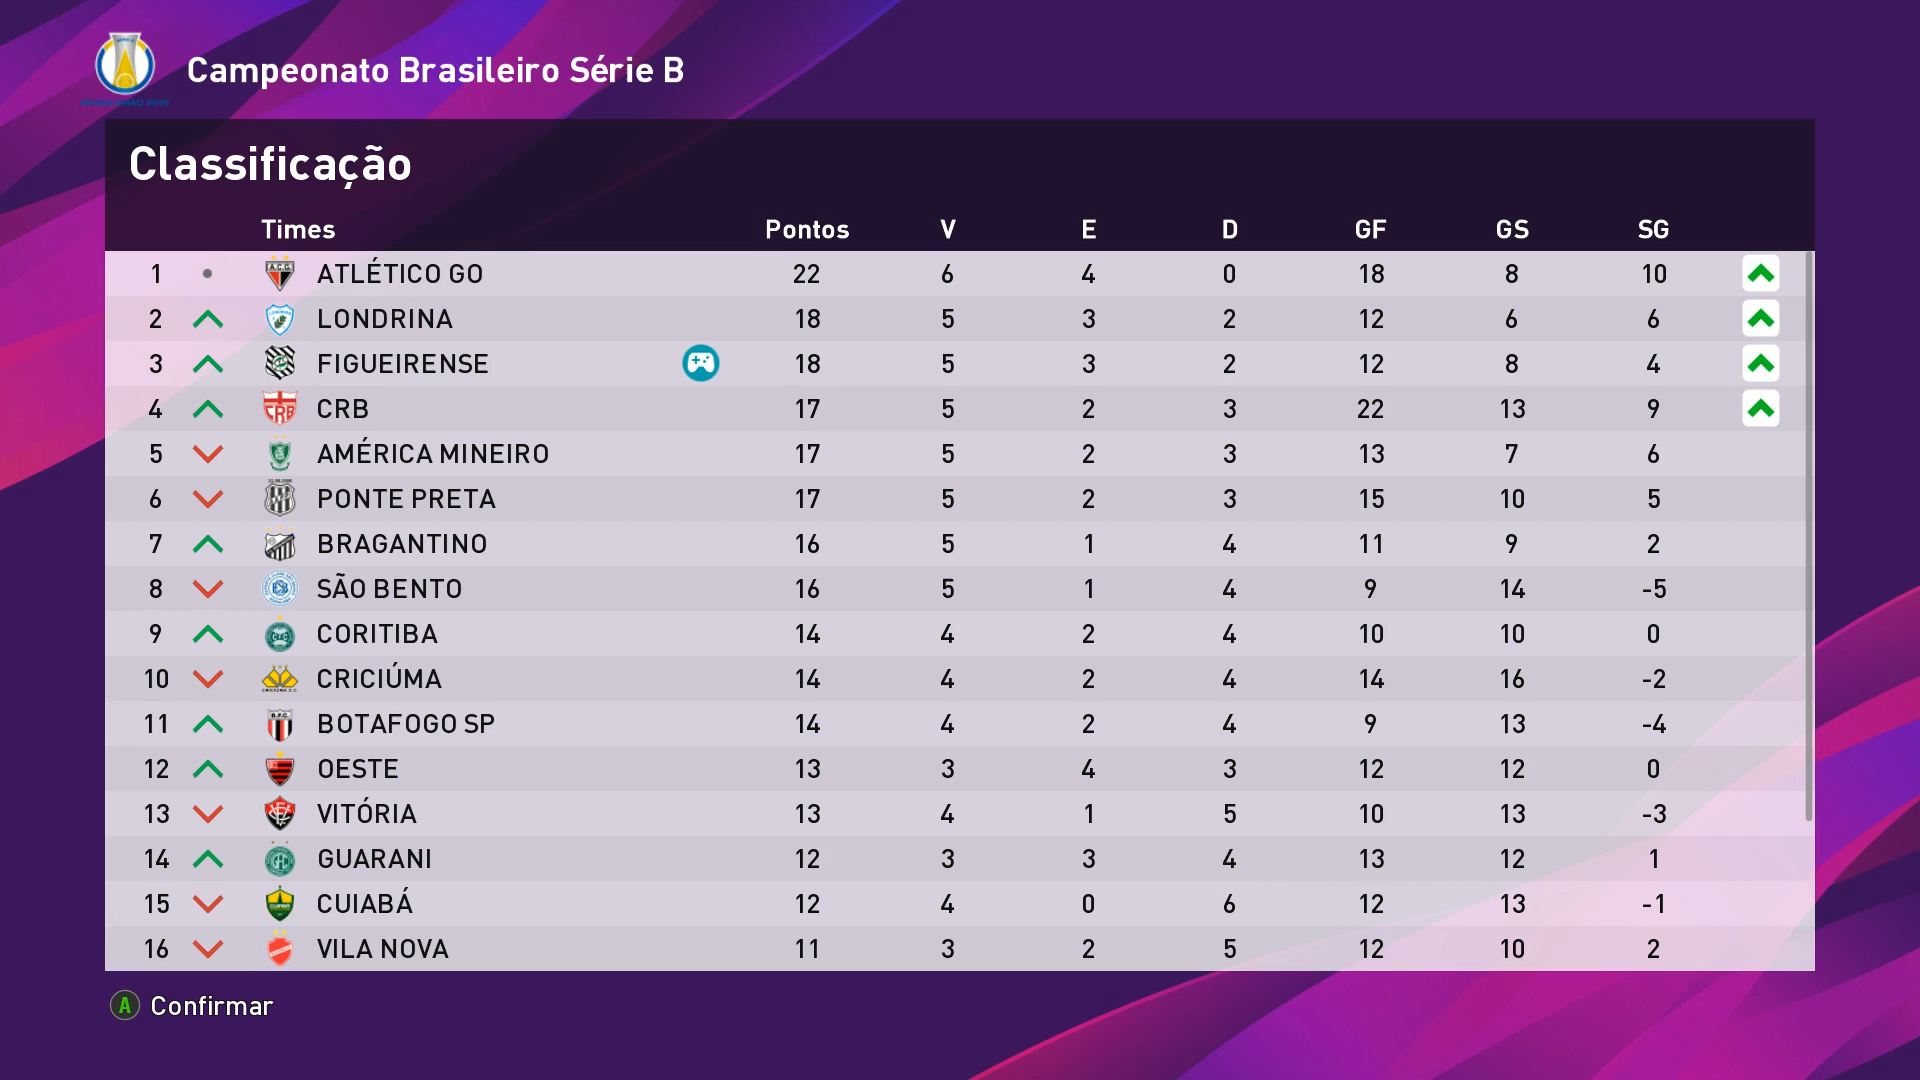 Campeonato Brasileiro Série B
Classificação
Times Pontos V E D GF GS SG
1 ATLÉTICO GO 22 6 4 0 18 8 10
2 LONDRINA 18 5 3 2 12 6 6
3 FIGUEIRENSE 18 5 3 2 12 8 4
4 CRB 17 5 2 3 22 13 9
5 AMÉRICA MINEIRO 17 5 2 3 13 7 6
6 PONTE PRETA 17 5 2 3 15 10 5
7 BRAGANTINO 16 5 1 4 11 9 2
8 SÃO BENTO 16 5 1 4 9 14 -5
9 CORITIBA 14 4 2 4 10 10 0
10 CRICIÚMA 14 4 2 4 14 16 -2
11 BOTAFOGO SP 14 4 2 4 9 13 -4
12 OESTE 13 3 4 3 12 12 0
13 VITÓRIA 13 4 1 5 10 13 -3
14 GUARANI 12 3 3 4 13 12 1
15 CUIABÁ 12 4 0 6 12 13 -1
16 VILA NOVA 11 3 2 5 12 10 2
A Confirmar